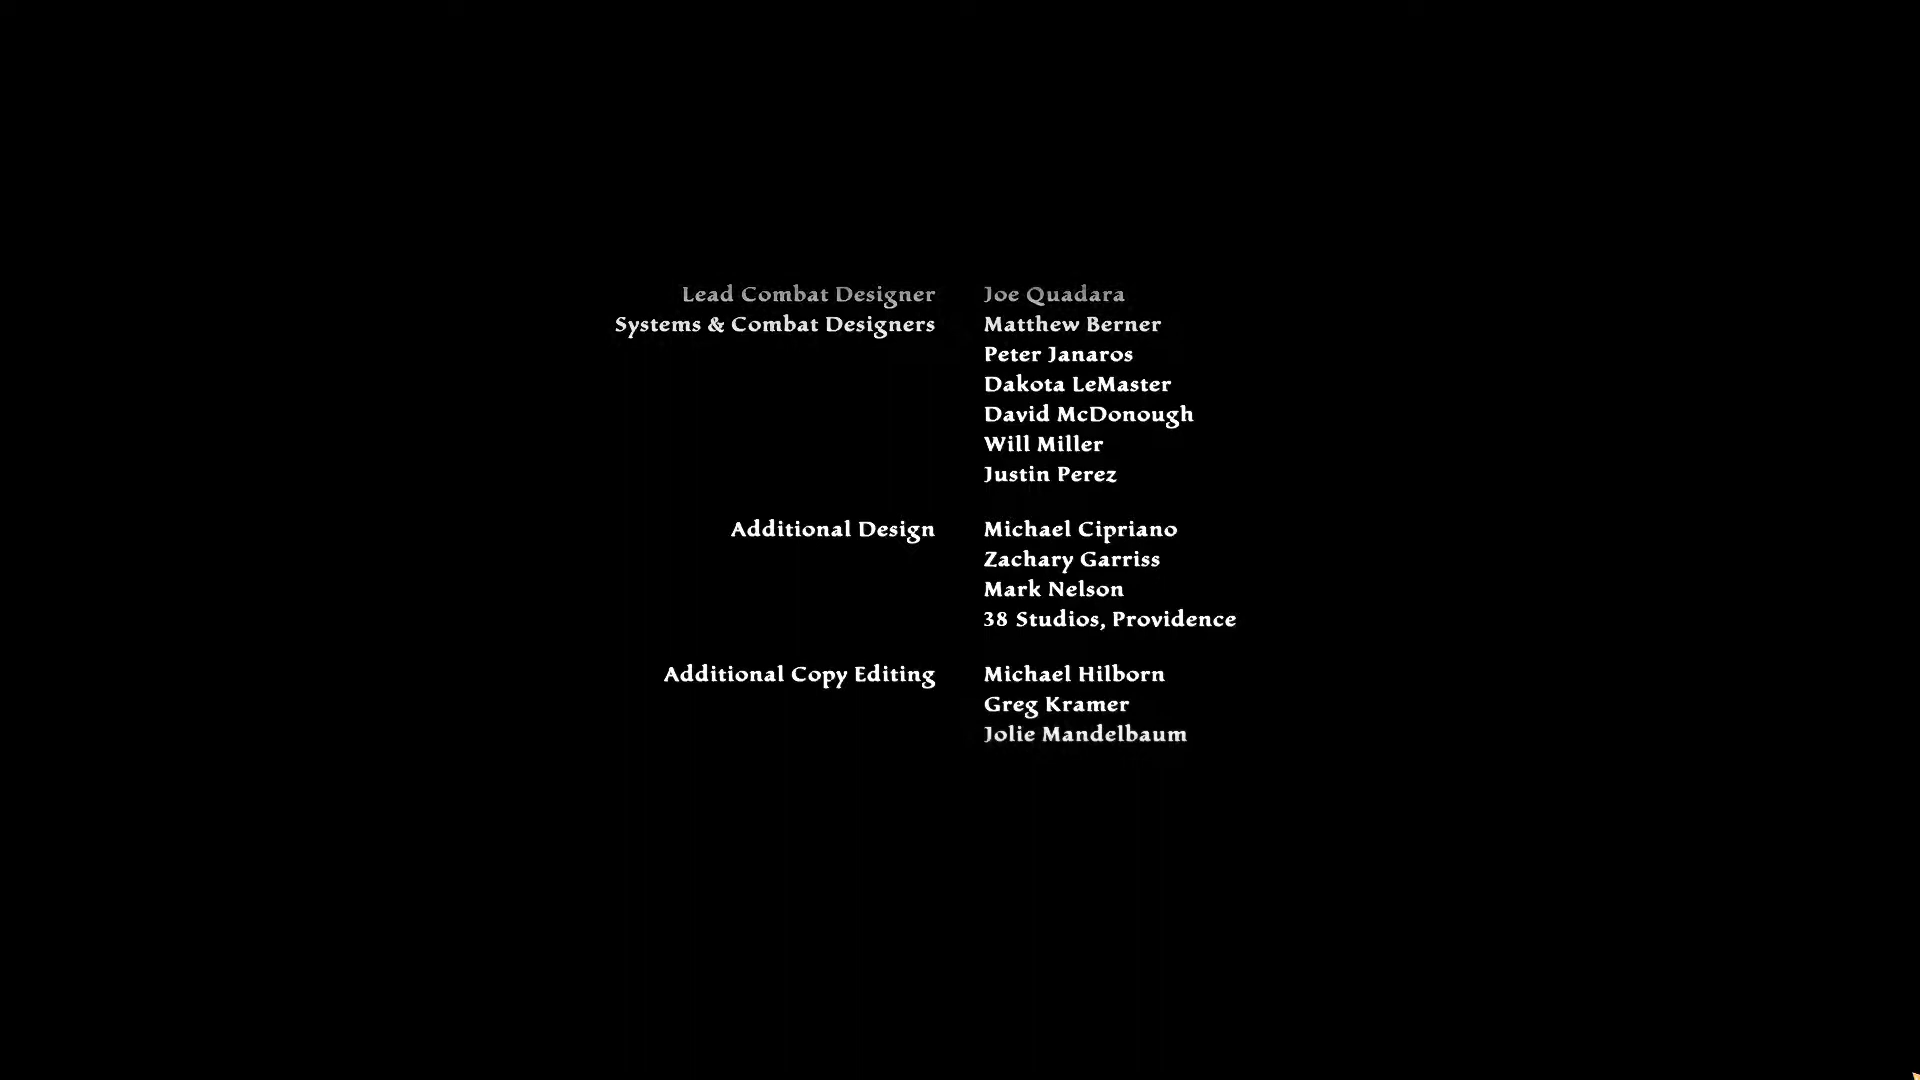 Lead Combat Designer Joe Quadara
Systems & Combat Designers Matthew Berner
Peter Janaros
Dakota LeMaster
David McDonough
Will Miller
Justin Perez
Additional Design Michael Cipriano
Zachary Garriss
Mark Nelson
38 Studios, Providence
Additional Copy Editing Michael Hilborn
Greg Kramer
Jolie Mandelbaum